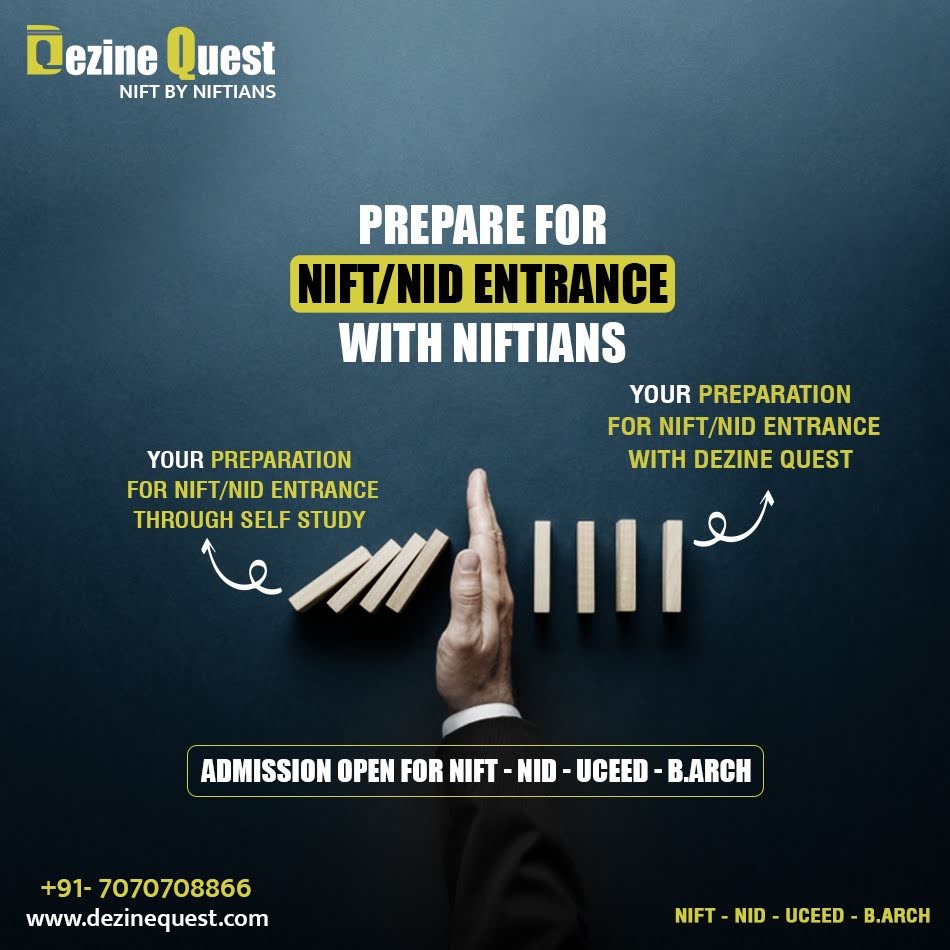 Dezine Quest
NIFT BY NIFTIANS
PREPARE FOR
NIFT/NID ENTRANCE
WITH NIFTIANS
YOUR PREPARATION
FOR NIFT/NID ENTRANCE
THROUGH SELF STUDY
YOUR PREPARATION
FOR NIFT/NID ENTRANCE
WITH DEZINE QUEST
ADMISSION OPEN FOR NIFT - NID - UCEED - B.ARCH
+91- 7070708866
www.dezinequest.com
NIFT - NID - UCEED - B.ARCH